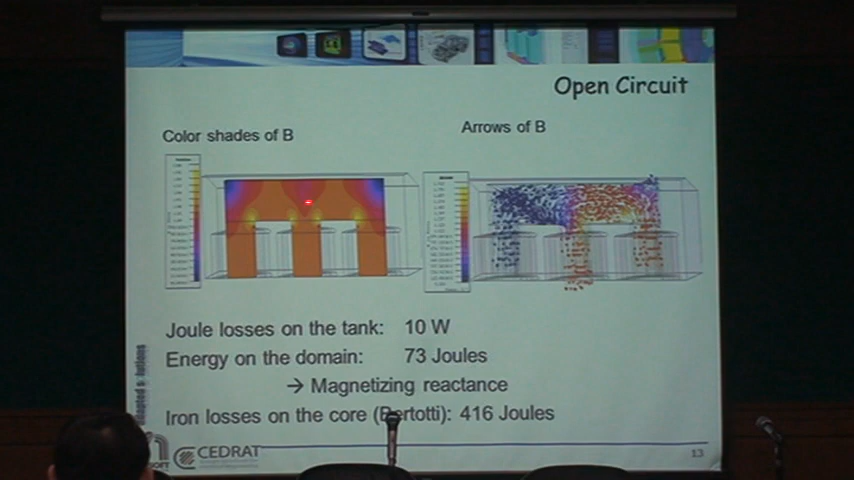 Open Circuit
Color shades of B
Arrows of B
Joule losses on the tank: 10 W
Energy on the domain: 73 Joules
→ Magnetizing reactance
Iron losses on the core (Bertotti): 416 Joules
CEDRAT
13